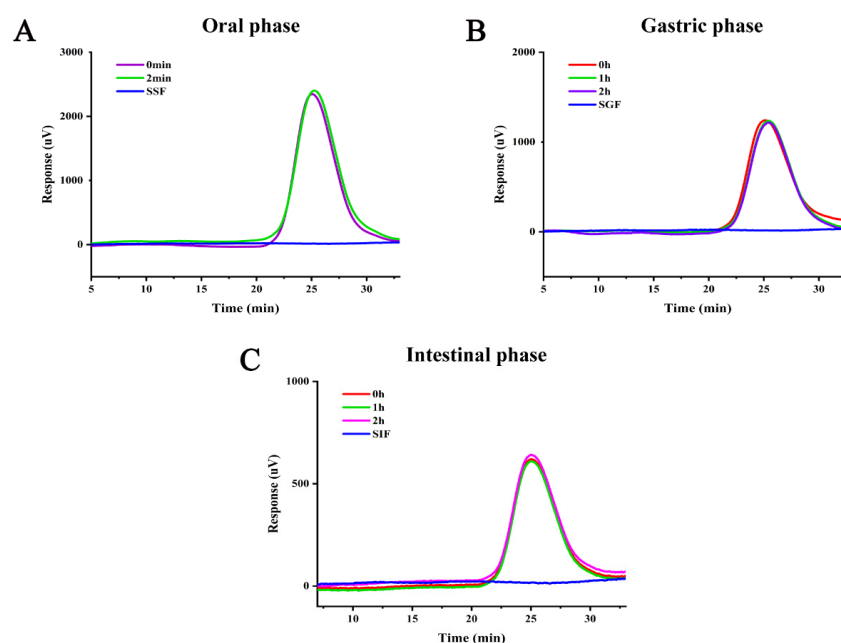 A
Oral phase
3000
2000
1000
0
Response (uV)
0min
2min
SSF
5
10
15
20
25
30
Time (min)
B
Gastric phase
2000
1000
0
Response (uV)
0h
1h
2h
SGF
5
10
15
20
25
30
Time (min)
C
Intestinal phase
1000
500
0
Response (uV)
0h
1h
2h
SIF
10
15
20
25
30
Time (min)